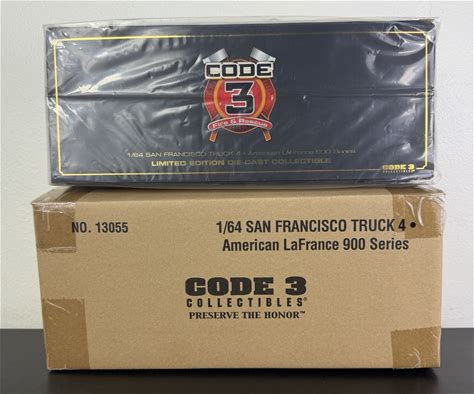 CODE
3
Fire & Rescue
1/64 SAN FRANCISCO TRUCK 4 • American LaFrance 900 Series
LIMITED EDITION DIE-CAST COLLECTIBLE
CODE 3
COLLECTIBLES
NO. 13055
1/64 SAN FRANCISCO TRUCK 4 •
American LaFrance 900 Series
CODE 3
COLLECTIBLES®
PRESERVE THE HONOR™